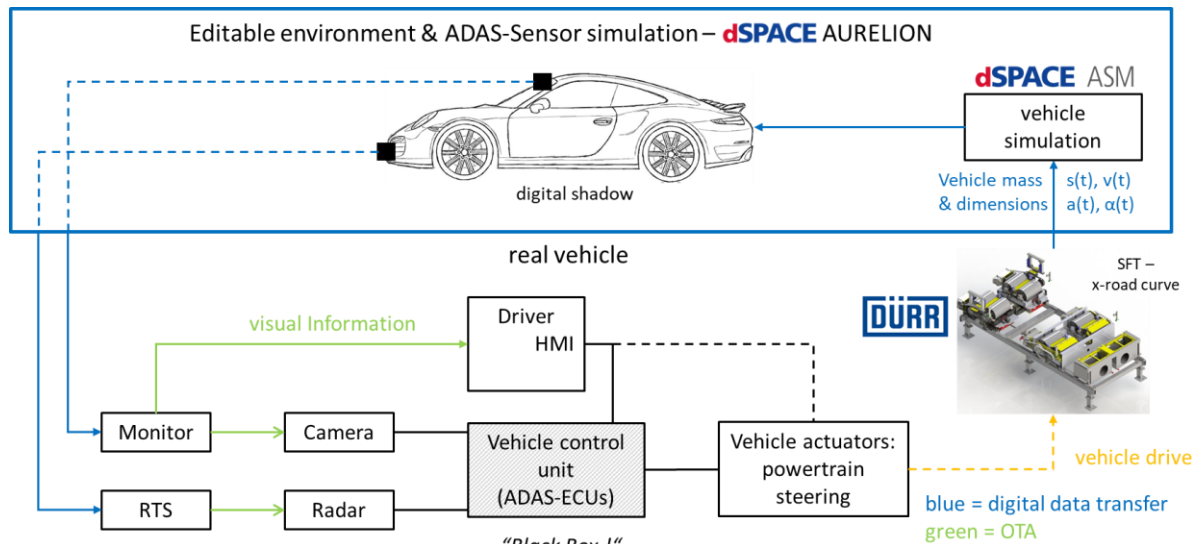 Editable environment & ADAS-Sensor simulation – dSPACE AURELION
dSPACE ASM
vehicle
simulation
digital shadow
Vehicle mass
& dimensions
s(t), v(t)
a(t), α(t)
real vehicle
SFT –
x-road curve
DÜRR
visual Information
Driver
HMI
Monitor
Camera
Vehicle control
unit
(ADAS-ECUs)
Vehicle actuators:
powertrain
steering
vehicle drive
RTS
Radar
blue = digital data transfer
green = OTA